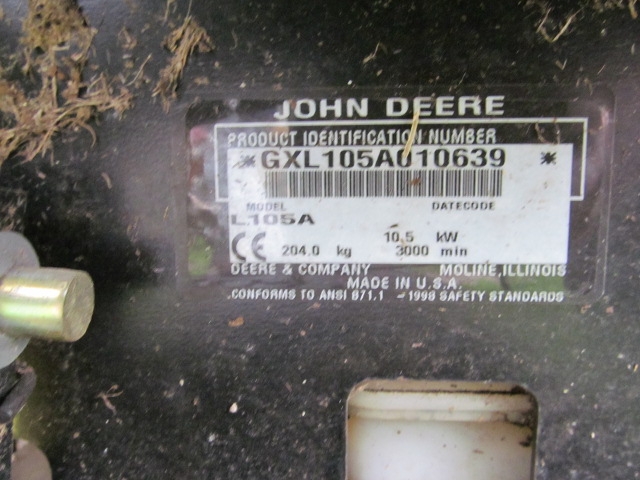 JOHN DEERE
PRODUCT IDENTIFICATION NUMBER
*GXL105A010639 *
MODEL DATECODE
L105A
10.5 kW
CE 204.0 kg 3000 min
DEERE & COMPANY MOLINE, ILLINOIS
MADE IN U.S.A.
CONFORMS TO ANSI B71.1 -1998 SAFETY STANDARDS